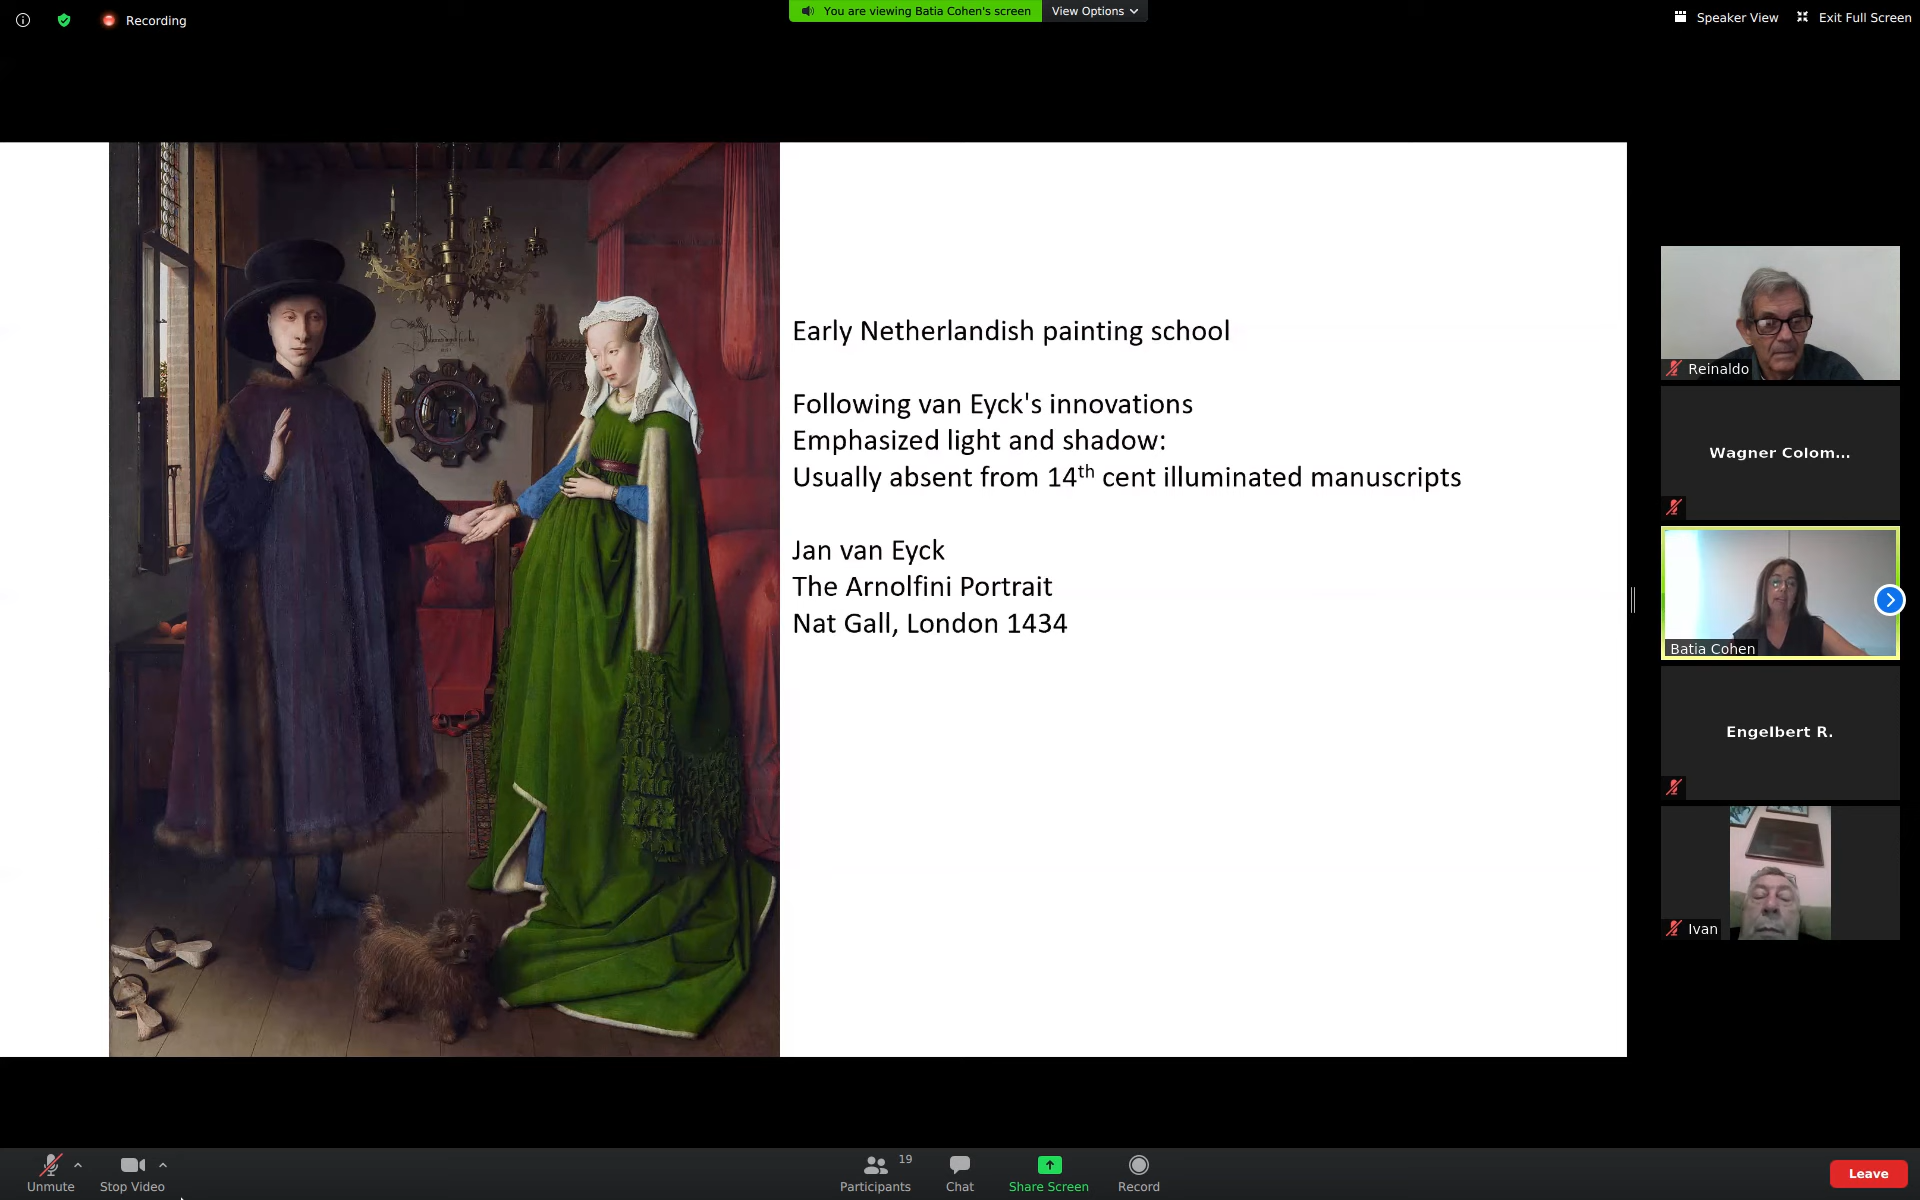 Recording
You are viewing Batia Cohen's screen
View Options
Speaker View
Exit Full Screen
Early Netherlandish painting school
Following van Eyck's innovations
Emphasized light and shadow:
Usually absent from 14th cent illuminated manuscripts
Jan van Eyck
The Arnolfini Portrait
Nat Gall, London 1434
Reinaldo
Wagner Colom...
Batia Cohen
Engelbert R.
Ivan
Unmute
Stop Video
Participants
19
Chat
Share Screen
Record
Leave